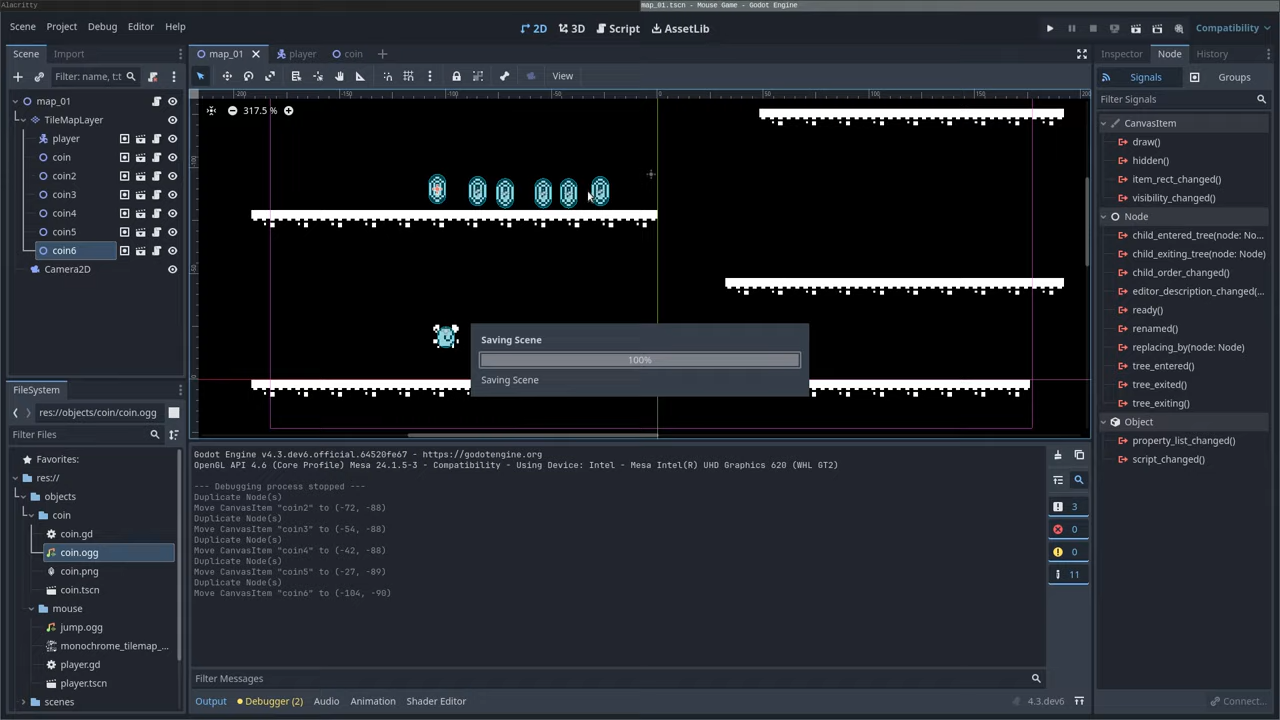 Alacritty
map_01.tscn - Mouse Game - Godot Engine
Scene Project Debug Editor Help
2D 3D Script AssetLib
Compatibility
Scene Import
map_01 player coin
Inspector Node History
Filter: name, t:t
View
Signals Groups
317.5 %
Filter Signals
map_01
TileMapLayer
player
coin
coin2
coin3
coin4
coin5
coin6
Camera2D
CanvasItem
draw()
hidden()
item_rect_changed()
visibility_changed()
Node
child_entered_tree(node: No...
child_exiting_tree(node: Node)
child_order_changed()
editor_description_changed(...
ready()
renamed()
replacing_by(node: Node)
tree_entered()
tree_exited()
tree_exiting()
Object
property_list_changed()
script_changed()
Saving Scene
100%
Saving Scene
FileSystem
res://objects/coin/coin.ogg
Filter Files
Favorites:
res://
objects
coin
coin.gd
coin.ogg
coin.png
coin.tscn
mouse
jump.ogg
monochrome_tilemap_...
player.gd
player.tscn
scenes
Godot Engine v4.3.dev6.official.64520fe67 - https://godotengine.org
OpenGL API 4.6 (Core Profile) Mesa 24.1.5-3 - Compatibility - Using Device: Intel - Mesa Intel(R) UHD Graphics 620 (WHL GT2)
--- Debugging process stopped ---
Duplicate Node(s)
Move CanvasItem "coin2" to (-72, -88)
Duplicate Node(s)
Move CanvasItem "coin3" to (-54, -88)
Duplicate Node(s)
Move CanvasItem "coin4" to (-42, -88)
Duplicate Node(s)
Move CanvasItem "coin5" to (-27, -89)
Duplicate Node(s)
Move CanvasItem "coin6" to (-104, -90)
3
0
0
11
Filter Messages
Output Debugger (2) Audio Animation Shader Editor
4.3.dev6
Connect...